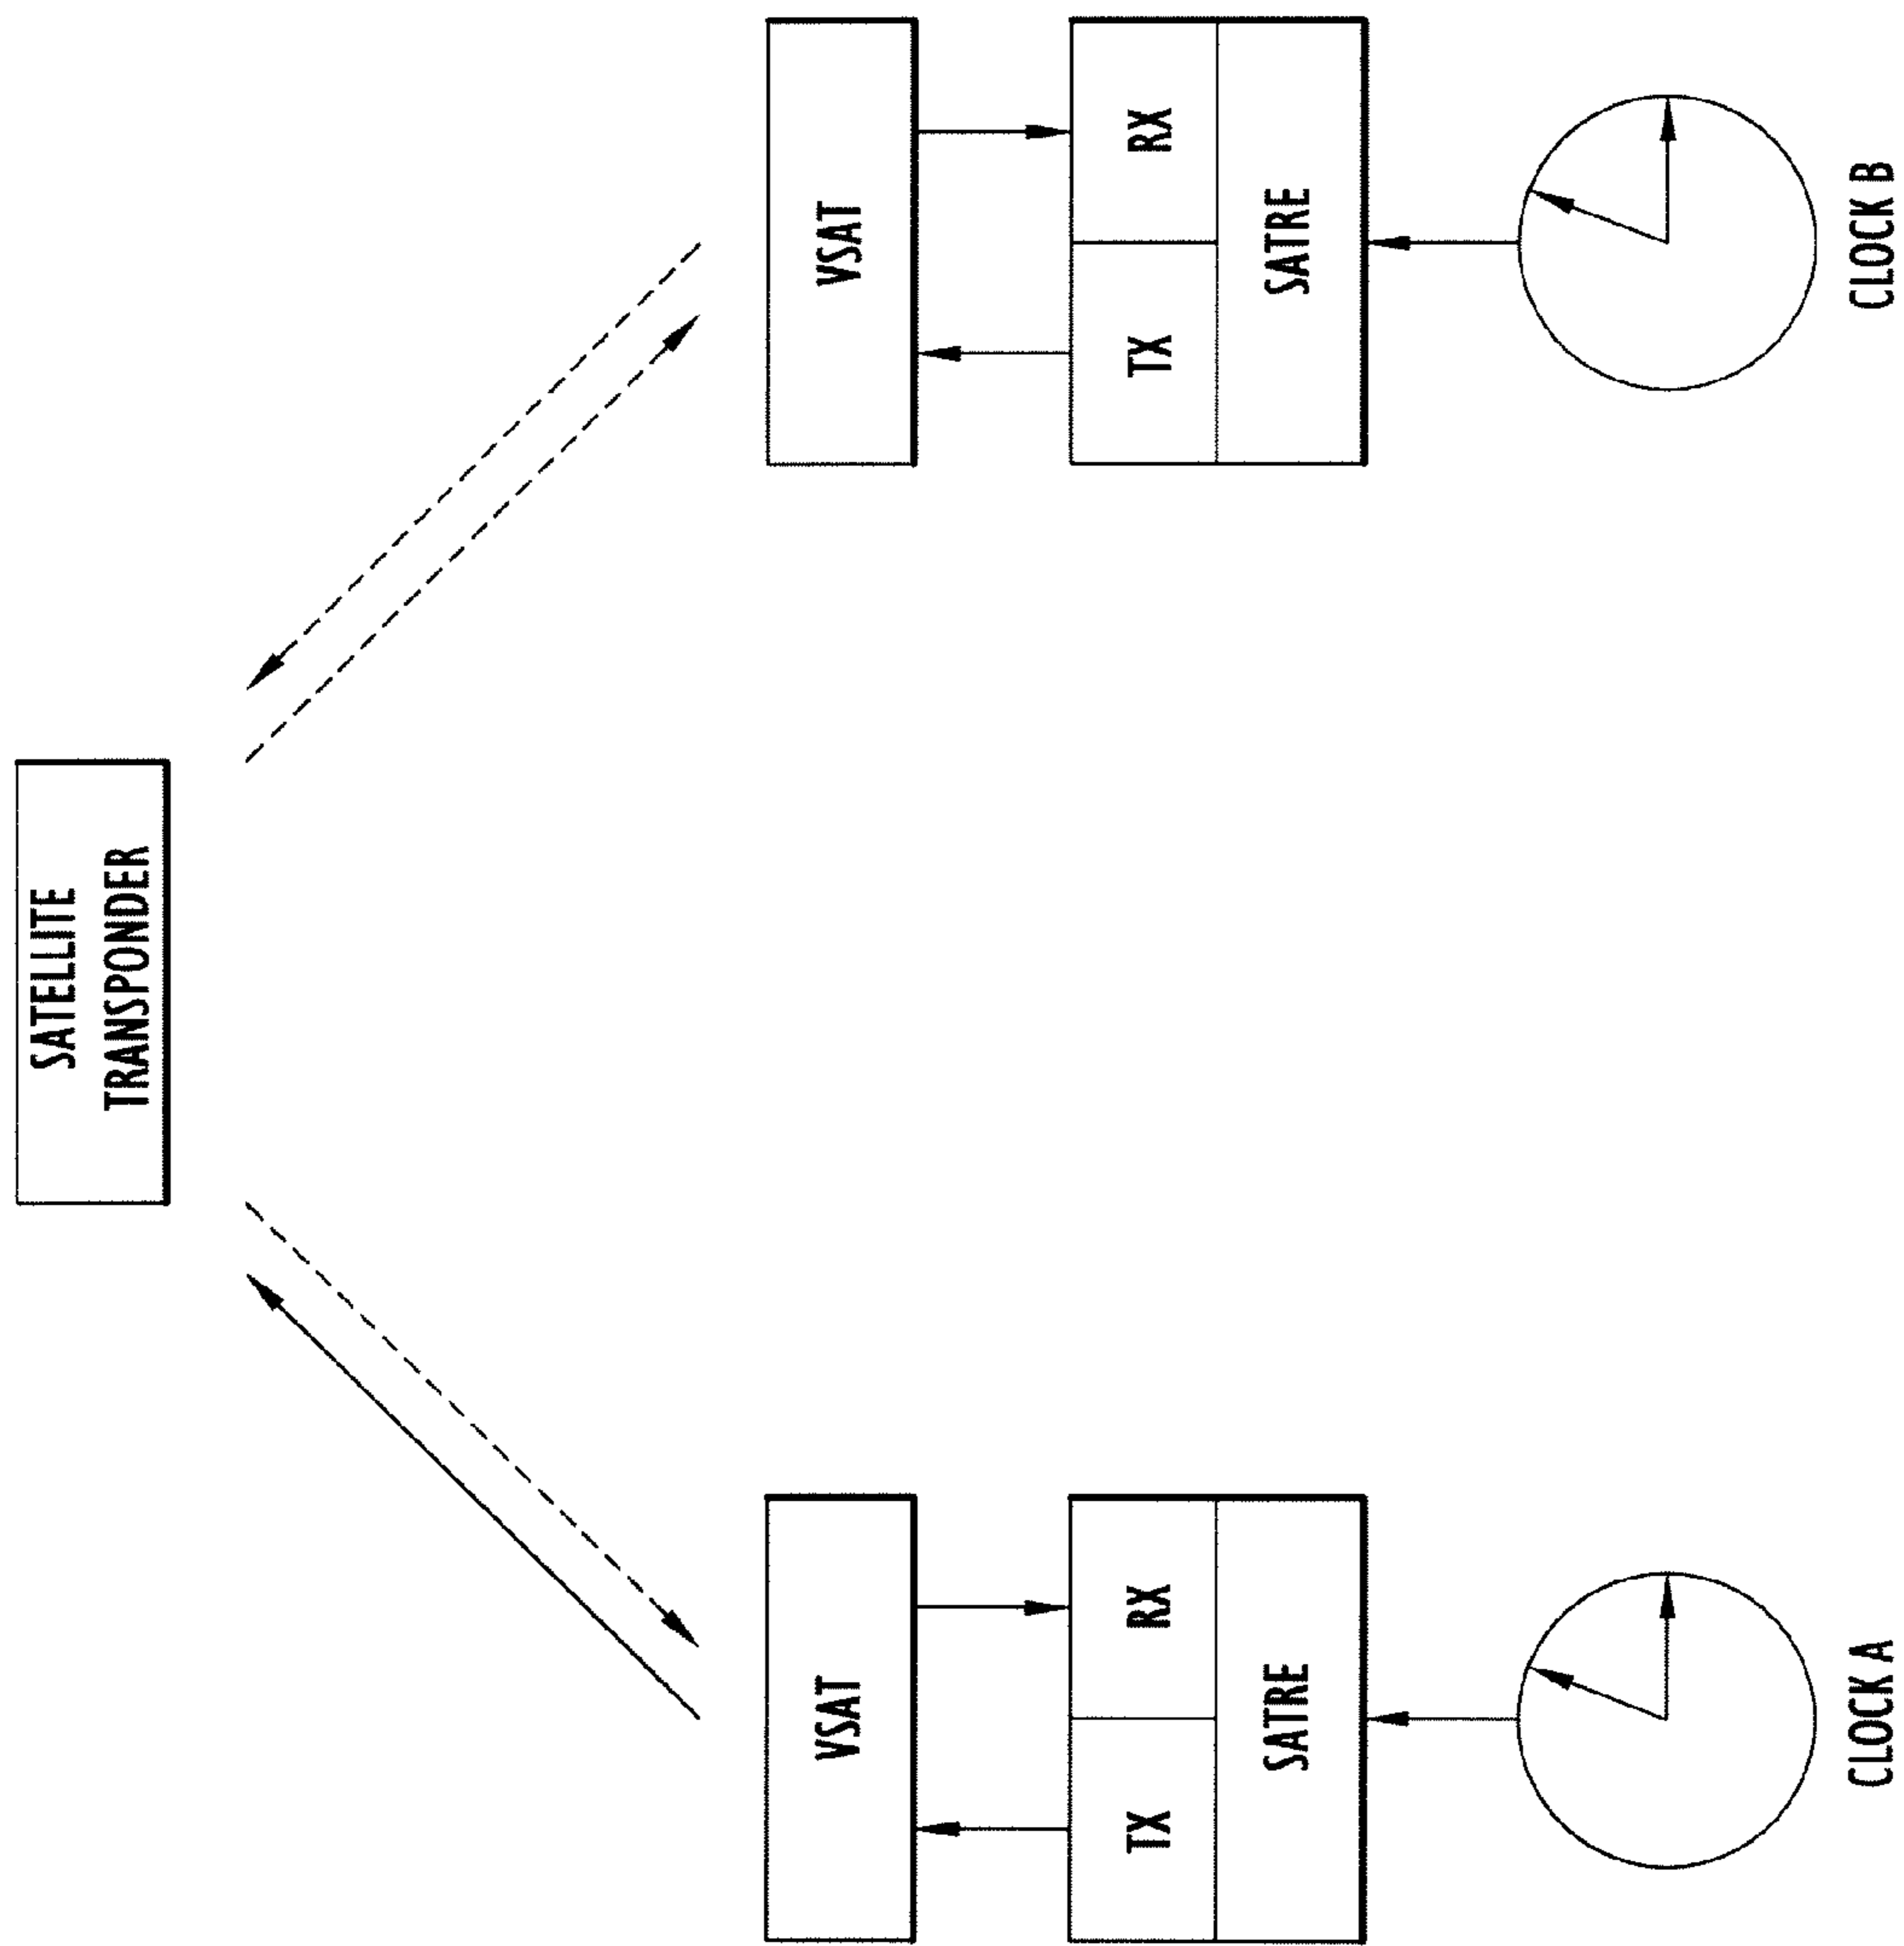 SATELLITE
TRANSPONDER
VSAT
VSAT
TX
RX
TX
RX
SATRE
SATRE
CLOCK A
CLOCK B